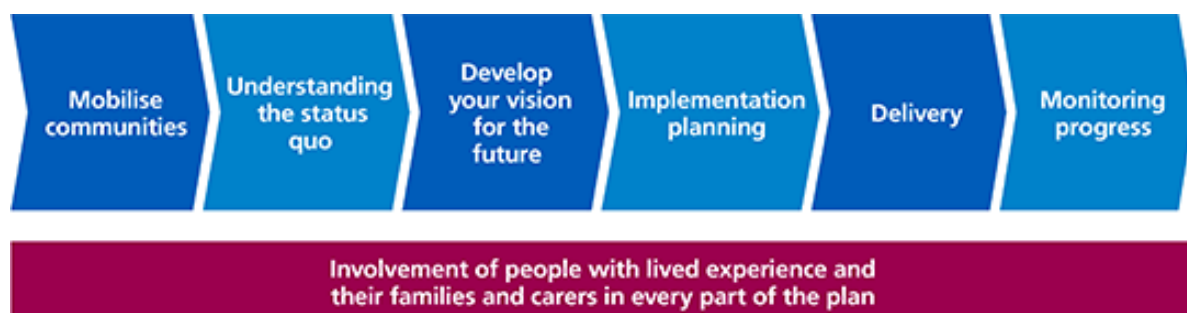 Mobilise
communities
Understanding
the status
quo
Develop
your vision
for the
future
Implementation
planning
Delivery
Monitoring
progress
Involvement of people with lived experience and
their families and carers in every part of the plan